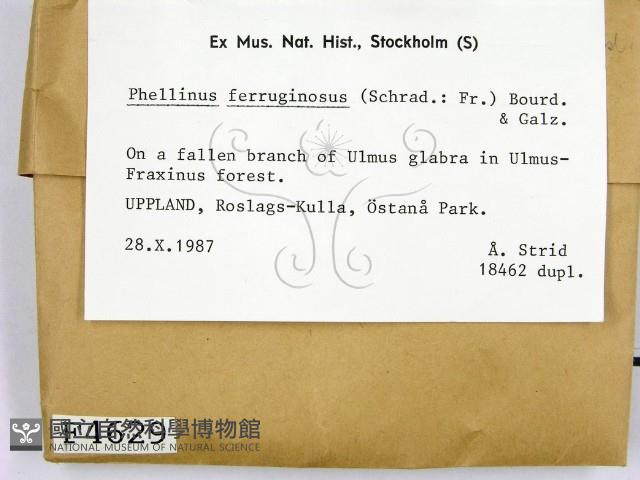 Ex Mus. Nat. Hist., Stockholm (S)
Phellinus ferruginosus (Schrad.: Fr.) Bourd.
& Galz.
On a fallen branch of Ulmus glabra in Ulmus-
Fraxinus forest.
UPPLAND, Roslags-Kulla, Östanå Park.
28.X.1987
Å. Strid
18462 dupl.
F4629
國立自然科學博物館
NATIONAL MUSEUM OF NATURAL SCIENCE